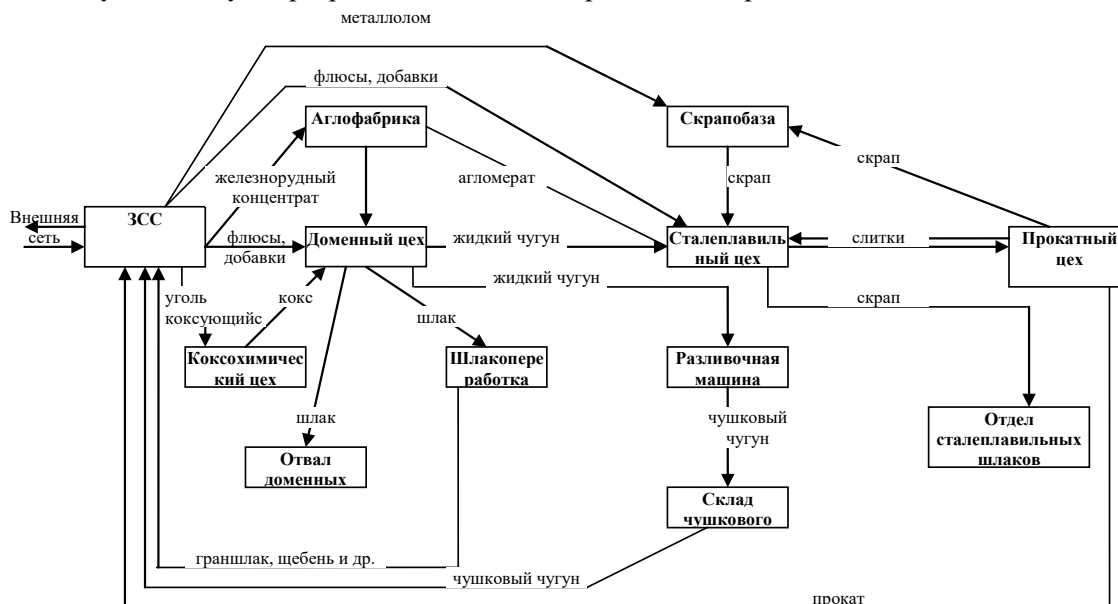 металлолом
флюсы, добавки
Аглофабрика
Скрапобаза
скрап
железнорудный
концентрат
агломерат
скрап
Внешняя
сеть
ЗСС
флюсы,
добавки
Доменный цех
жидкий чугун
Сталеплавиль
ный цех
слитки
Прокатный
цех
жидкий чугун
уголь
коксующийс
кокс
шлак
скрап
Коксохимичес
кий цех
Шлакопере
работка
Разливочная
машина
шлак
чушковый
чугун
Отвал
доменных
Отдел
сталеплавильных
шлаков
Склад
чушкового
граншлак, щебень и др.
чушковый чугун
прокат